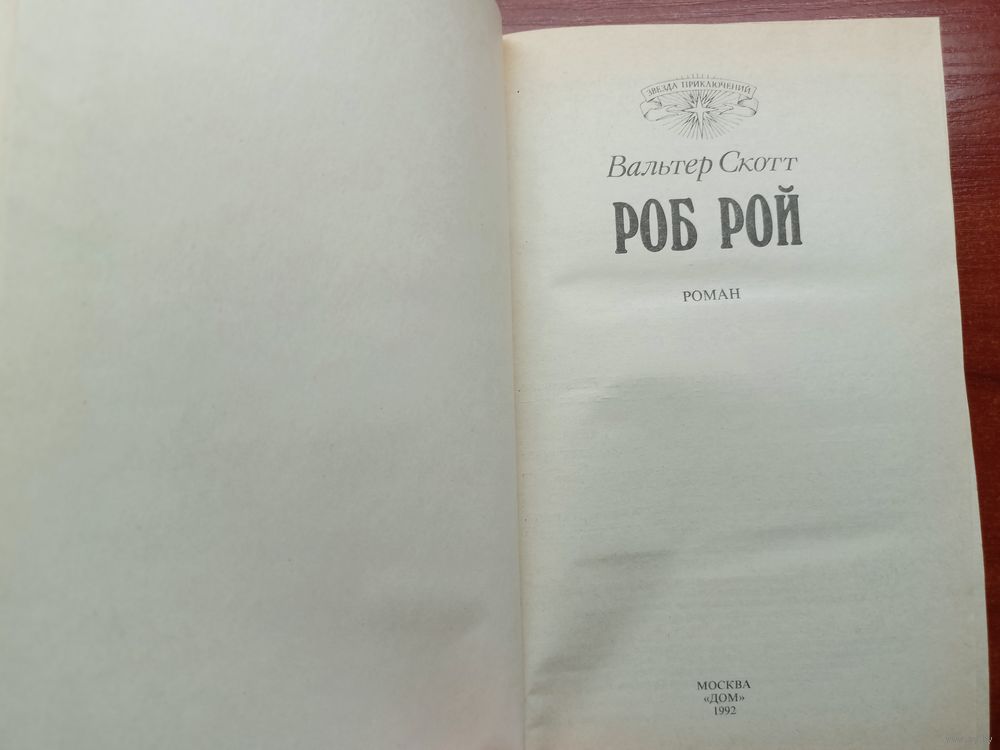 ЗВЕЗДА ПРИКЛЮЧЕНИЙ
Вальтер Скотт
РОБ РОЙ
РОМАН
МОСКВА
«ДОМ»
1992